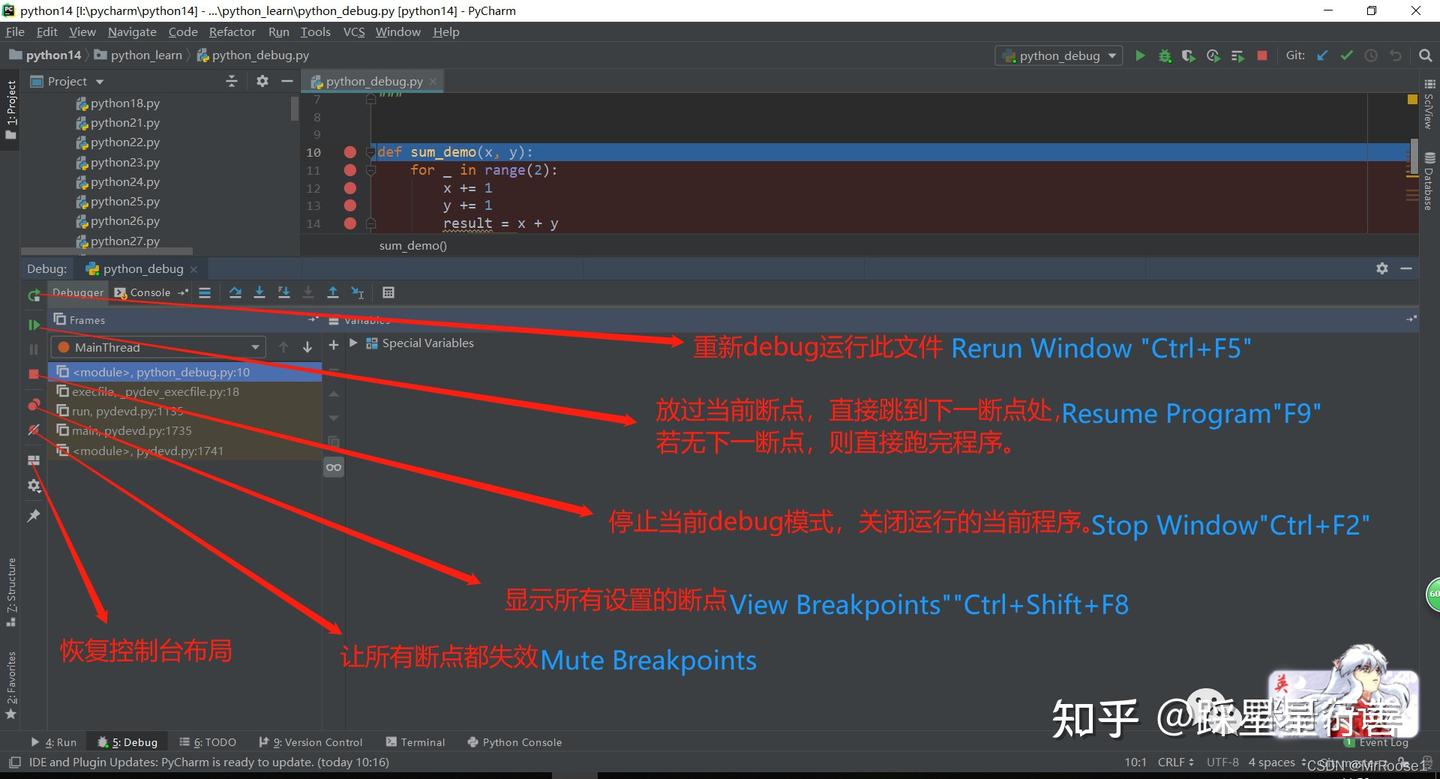 python14 [I:\pycharm\python14] - ...\python_learn\python_debug.py [python14] - PyCharm
File Edit View Navigate Code Refactor Run Tools VCS Window Help
python14 python_learn python_debug.py python_debug Git:
Project python_debug.py
1: Project
SciView
Database
python18.py
python21.py
python22.py
python23.py
python24.py
python25.py
python26.py
python27.py
7 """
8
9
10 def sum_demo(x, y):
11 for _ in range(2):
12 x += 1
13 y += 1
14 result = x + y
sum_demo()
Debug: python_debug
Debugger Console
Frames Variables
MainThread
Special Variables
<module>, python_debug.py:10
execfile, _pydev_execfile.py:18
run, pydevd.py:1135
main, pydevd.py:1735
<module>, pydevd.py:1741
重新debug运行此文件 Rerun Window "Ctrl+F5"
放过当前断点，直接跳到下一断点处,Resume Program"F9"
若无下一断点，则直接跑完程序。
停止当前debug模式，关闭运行的当前程序。Stop Window"Ctrl+F2"
显示所有设置的断点View Breakpoints""Ctrl+Shift+F8
让所有断点都失效Mute Breakpoints
恢复控制台布局
Z: Structure
2: Favorites
60
英
知乎 @踩星星行善
4: Run 5: Debug 6: TODO 9: Version Control Terminal Python Console 1 Event Log
IDE and Plugin Updates: PyCharm is ready to update. (today 10:16) 10:1 CRLF UTF-8 4 spaces Git: master
CSDN @MrRoose1